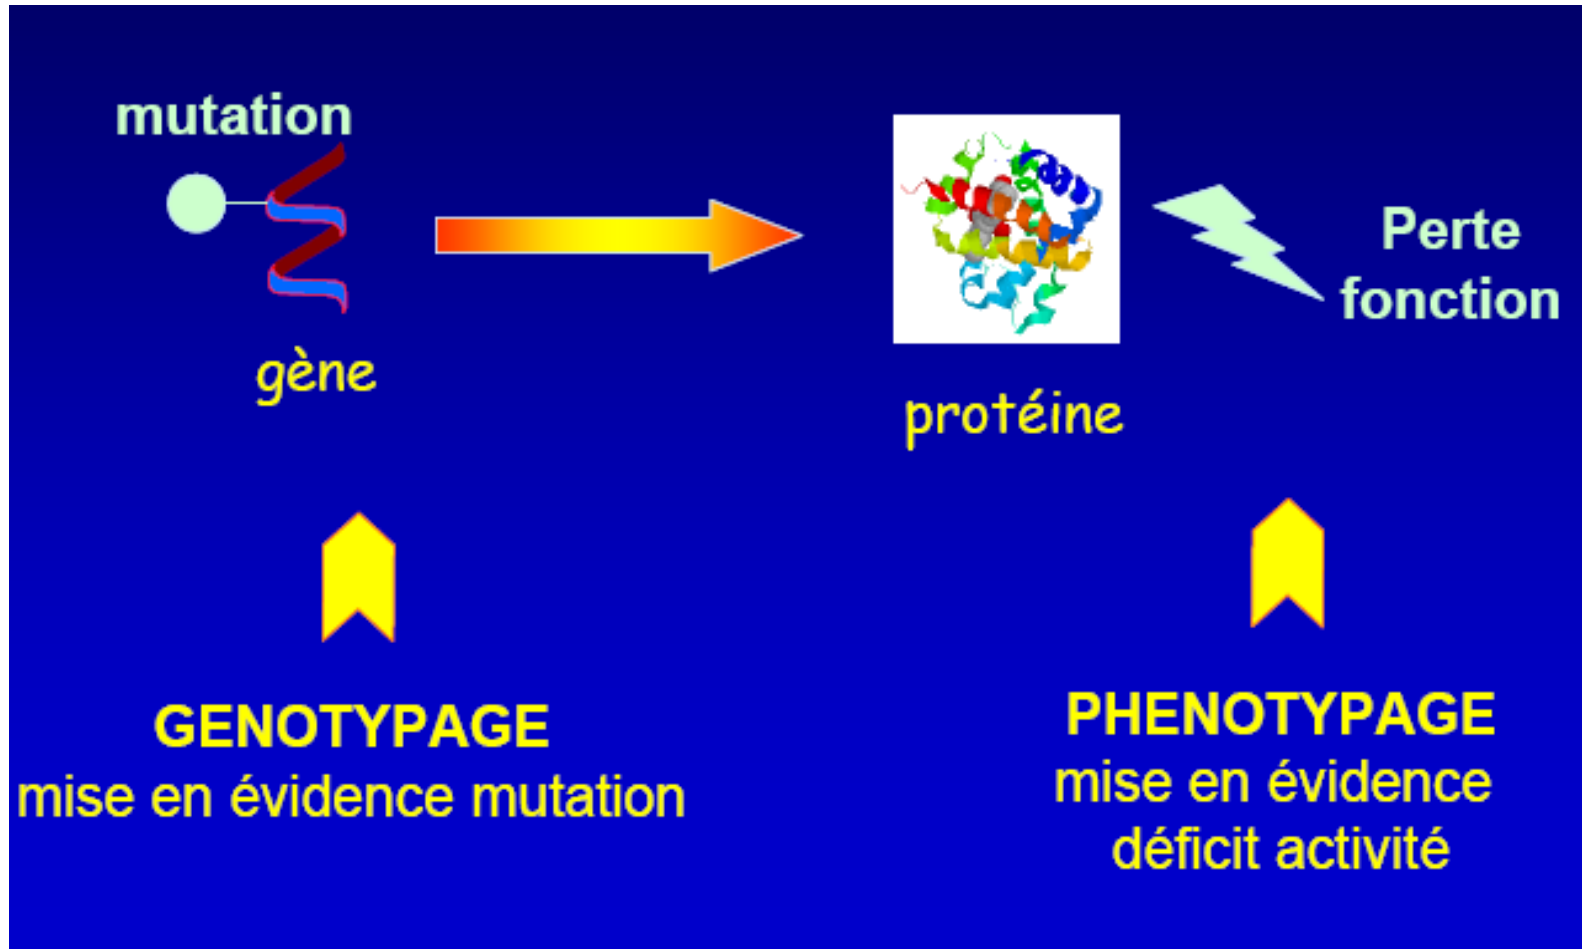 mutation
gène
protéine
Perte
fonction
GENOTYPAGE
mise en évidence mutation
PHENOTYPAGE
mise en évidence
déficit activité